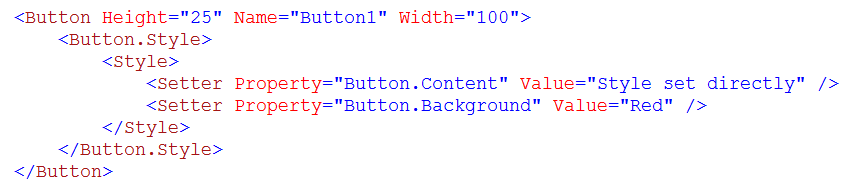 <Button Height="25" Name="Button1" Width="100">
    <Button.Style>
        <Style>
            <Setter Property="Button.Content" Value="Style set directly" />
            <Setter Property="Button.Background" Value="Red" />
        </Style>
    </Button.Style>
</Button>